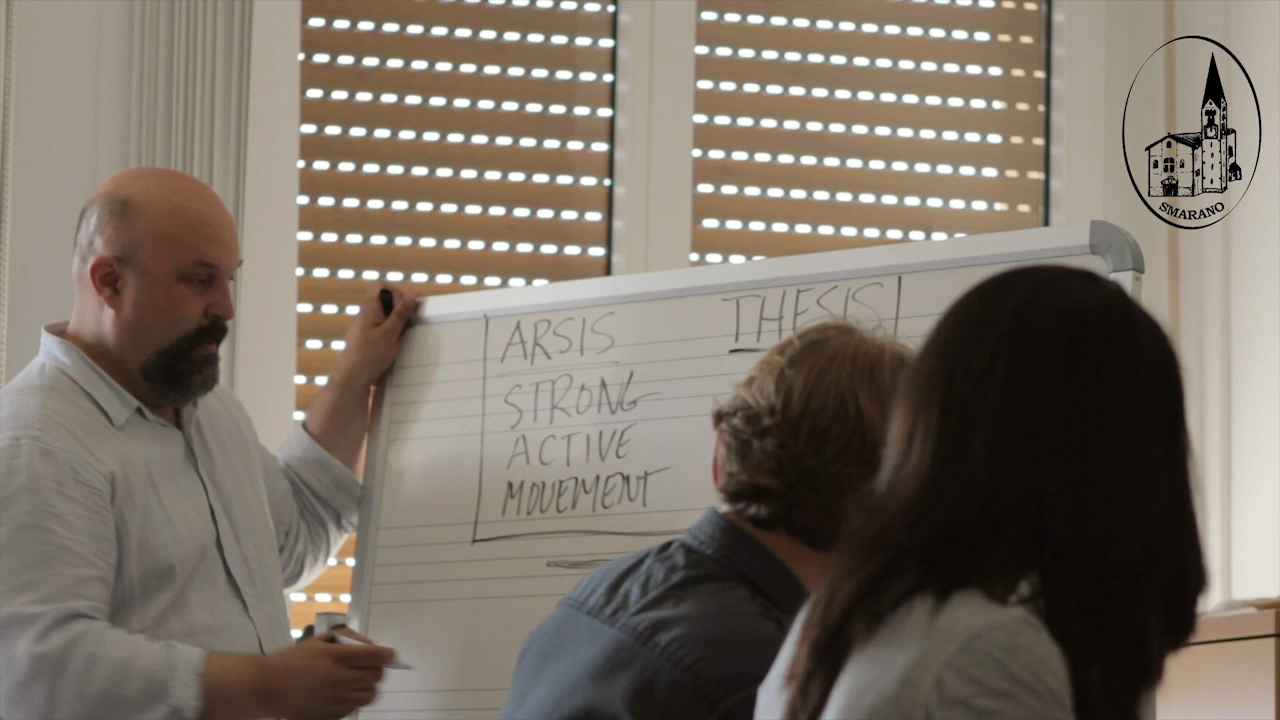 SMARANO
ARSIS THESIS
STRONG
ACTIVE
MOVEMENT